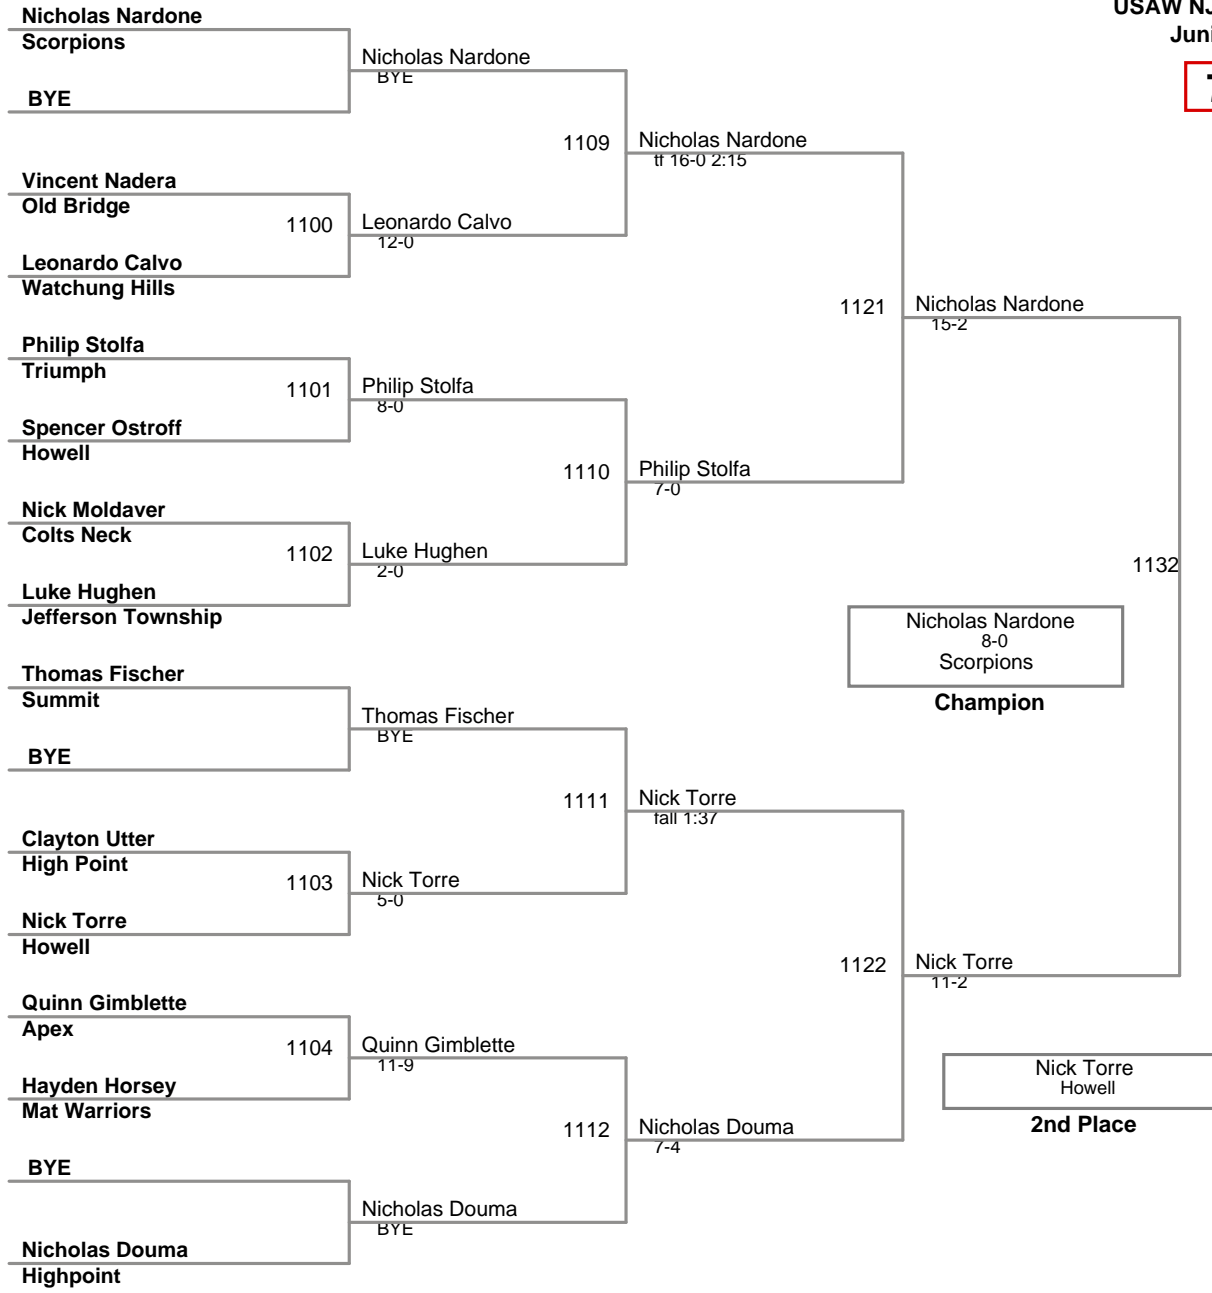 USAW NJ
Juni
Nicholas Nardone
Scorpions
BYE
Vincent Nadera
Old Bridge
Leonardo Calvo
Watchung Hills
Philip Stolfa
Triumph
Spencer Ostroff
Howell
Nick Moldaver
Colts Neck
Luke Hughen
Jefferson Township
Thomas Fischer
Summit
BYE
Clayton Utter
High Point
Nick Torre
Howell
Quinn Gimblette
Apex
Hayden Horsey
Mat Warriors
BYE
Nicholas Douma
Highpoint
1100
1101
1102
1103
1104
Nicholas Nardone
BYE
Leonardo Calvo
12-0
Philip Stolfa
8-0
Luke Hughen
2-0
Thomas Fischer
BYE
Nick Torre
5-0
Quinn Gimblette
11-9
Nicholas Douma
BYE
1109
1110
1111
1112
Nicholas Nardone
tf 16-0 2:15
Philip Stolfa
7-0
Nick Torre
fall 1:37
Nicholas Douma
7-4
1121
1122
Nicholas Nardone
15-2
Nick Torre
11-2
1132
Nicholas Nardone
8-0
Scorpions
Champion
Nick Torre
Howell
2nd Place